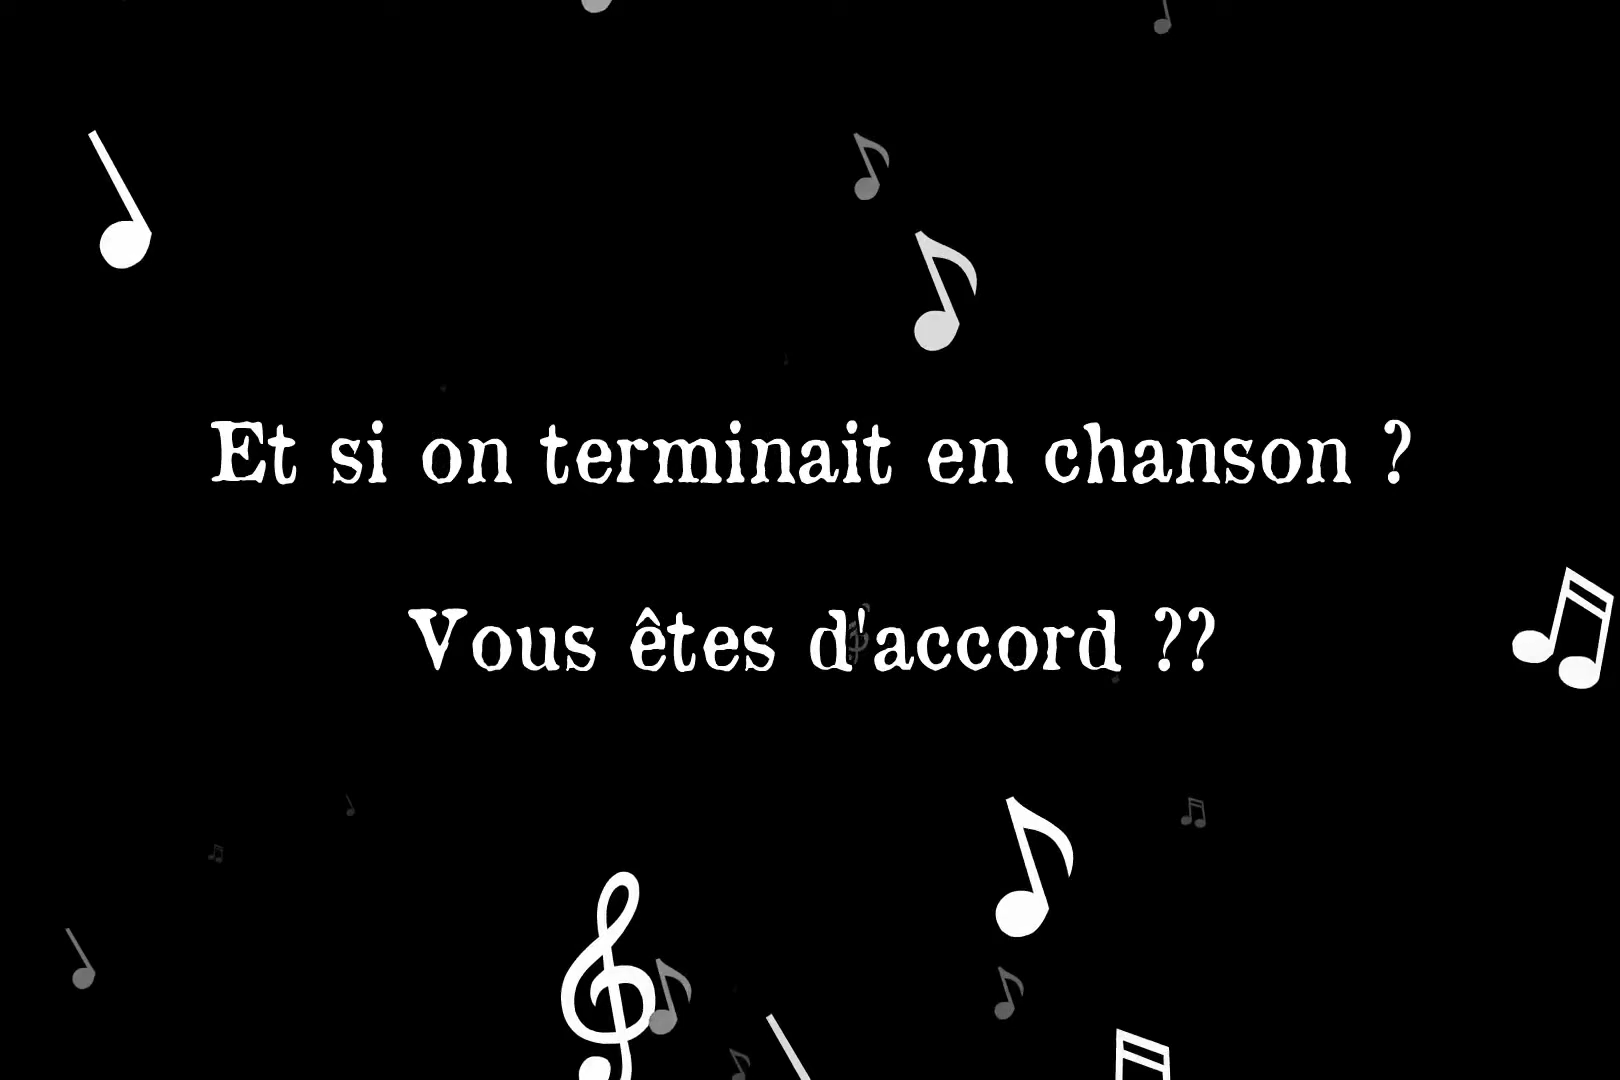 Et si on terminait en chanson ?
Vous êtes d'accord ??